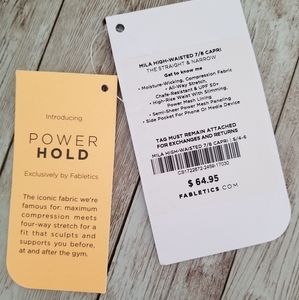 Introducing
POWER
HOLD
Exclusively by Fabletics
The iconic fabric we're
famous for: maximum
compression meets
four-way stretch for a
fit that sculpts and
supports you before,
at and after the gym.
MILA HIGH-WAISTED 7/8 CAPRI
THE STRAIGHT & NARROW
Get to know me
• Moisture-Wicking, Compression Fabric
• All-Way Stretch,
Chafe-Resistant & UPF 50+
• High-Rise Waist With Slimming,
Power Mesh Lining
• Semi-Sheer Power Mesh Paneling
• Side Pocket For Phone Or Media Device
TAG MUST REMAIN ATTACHED
FOR EXCHANGES AND RETURNS
MILA HIGH-WAISTED 7/8 CAPRI | S/4-6
$ 64.95
FABLETICS.COM